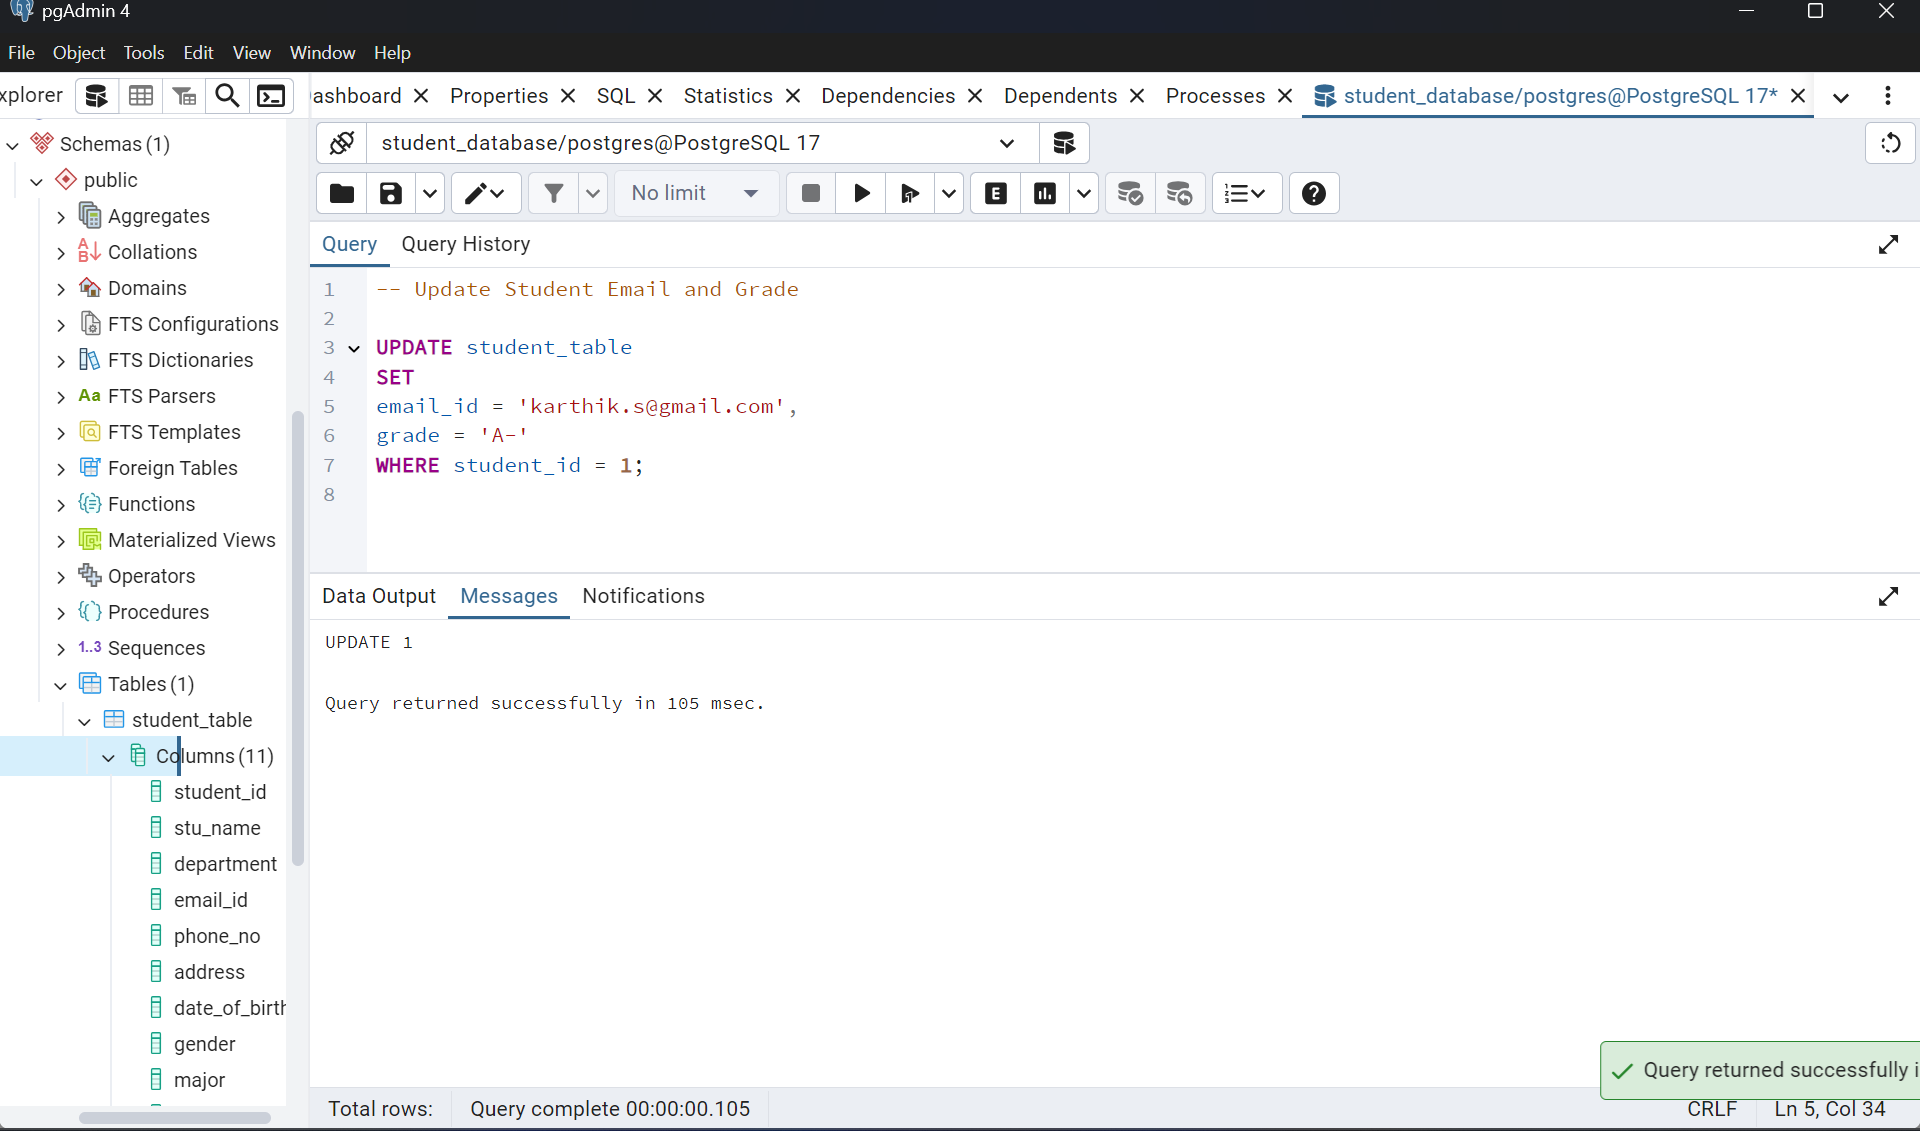 pgAdmin 4
File Object Tools Edit View Window Help
xplorer
ashboard Properties SQL Statistics Dependencies Dependents Processes student_database/postgres@PostgreSQL 17*
Schemas (1)
public
Aggregates
Collations
Domains
FTS Configurations
FTS Dictionaries
Aa FTS Parsers
FTS Templates
Foreign Tables
Functions
Materialized Views
Operators
Procedures
1..3 Sequences
Tables (1)
student_table
Columns (11)
student_id
stu_name
department
email_id
phone_no
address
date_of_birth
gender
major
student_database/postgres@PostgreSQL 17
No limit
E
Query Query History
1 -- Update Student Email and Grade
2
3 UPDATE student_table
4 SET
5 email_id = 'karthik.s@gmail.com',
6 grade = 'A-'
7 WHERE student_id = 1;
8
Data Output Messages Notifications
UPDATE 1
Query returned successfully in 105 msec.
Query returned successfully i
Total rows: Query complete 00:00:00.105 CRLF Ln 5, Col 34